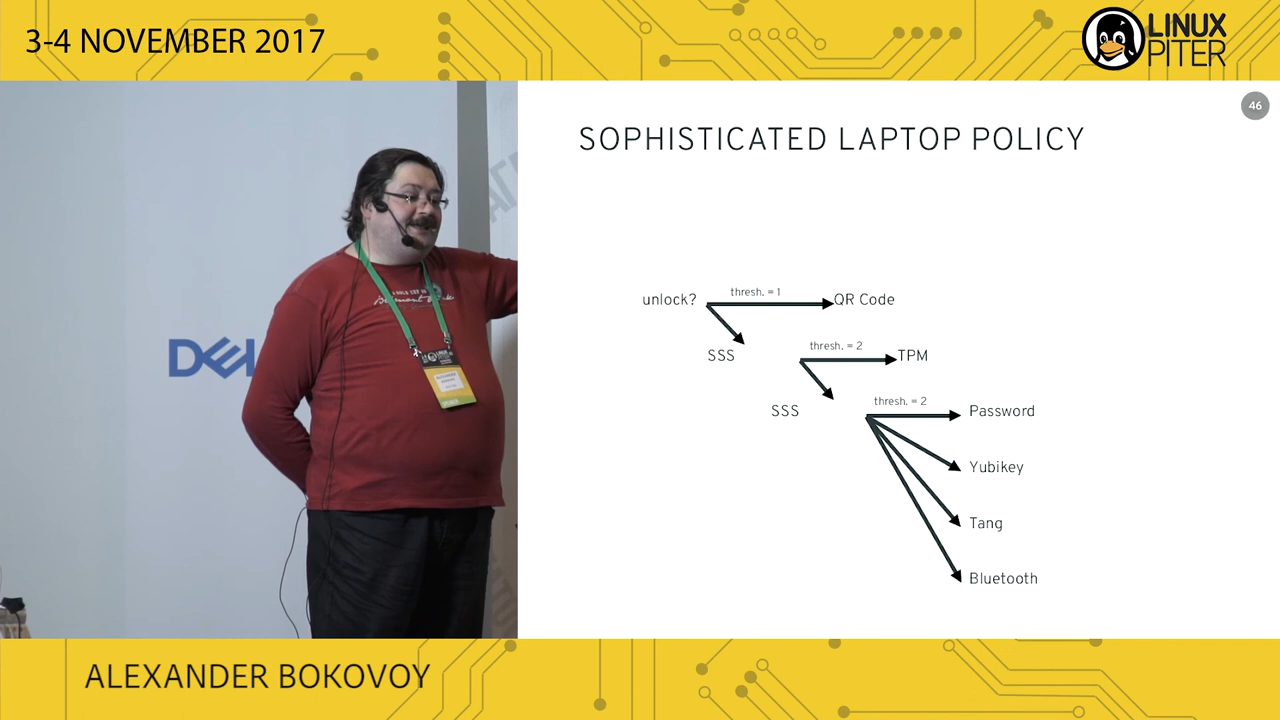 3-4 NOVEMBER 2017
LINUX
PITER
46
SOPHISTICATED LAPTOP POLICY
unlock?
thresh. = 1
QR Code
SSS
thresh. = 2
TPM
SSS
thresh. = 2
Password
Yubikey
Tang
Bluetooth
DELL
ALEXANDER BOKOVOY